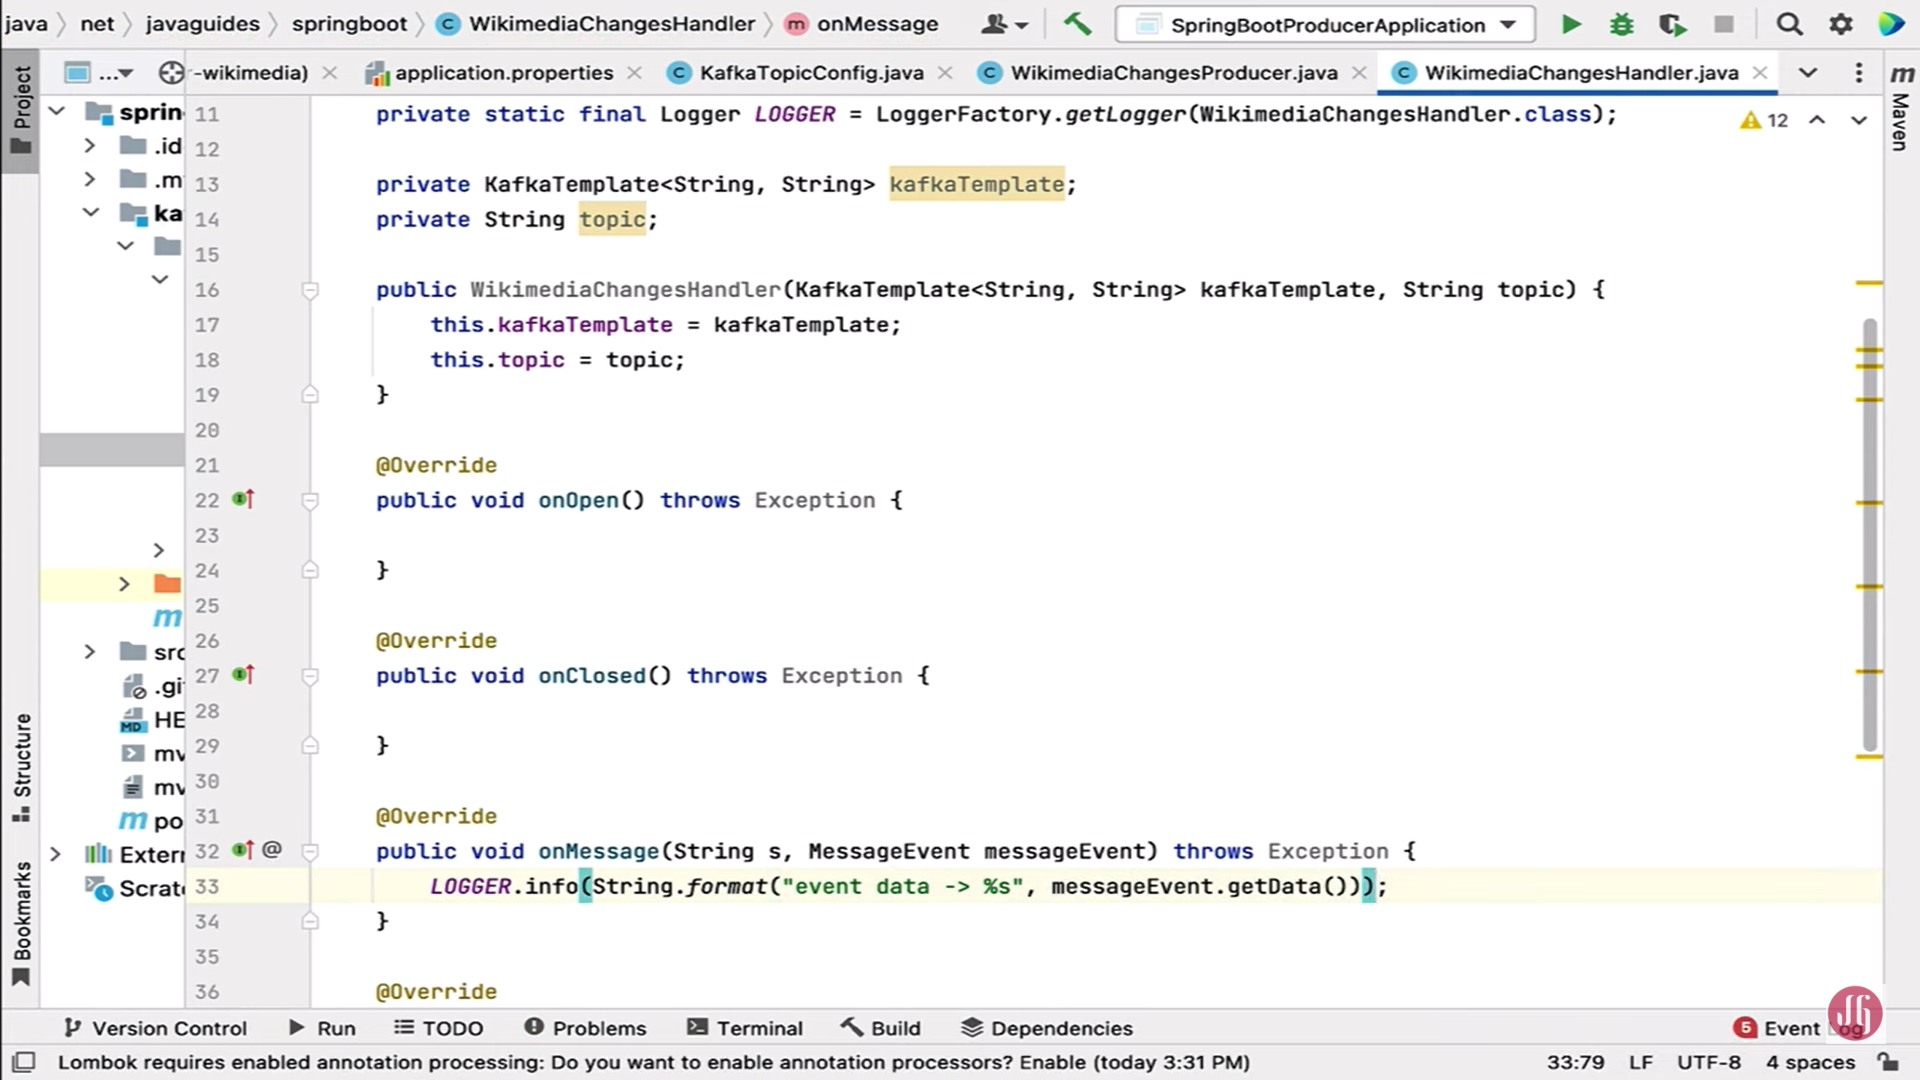 java net javaguides springboot WikimediaChangesHandler onMessage SpringBootProducerApplication
... -wikimedia) application.properties KafkaTopicConfig.java WikimediaChangesProducer.java WikimediaChangesHandler.java
Project
Structure
Bookmarks
Maven
sprin
.id
.m
ka
src
.gi
HE
mv
mv
po
Extern
Scrat
12
11 private static final Logger LOGGER = LoggerFactory.getLogger(WikimediaChangesHandler.class);
12
13 private KafkaTemplate<String, String> kafkaTemplate;
14 private String topic;
15
16 public WikimediaChangesHandler(KafkaTemplate<String, String> kafkaTemplate, String topic) {
17 this.kafkaTemplate = kafkaTemplate;
18 this.topic = topic;
19 }
20
21 @Override
22 public void onOpen() throws Exception {
23
24 }
25
26 @Override
27 public void onClosed() throws Exception {
28
29 }
30
31 @Override
32 @ public void onMessage(String s, MessageEvent messageEvent) throws Exception {
33 LOGGER.info(String.format("event data -> %s", messageEvent.getData()));
34 }
35
36 @Override
Version Control Run TODO Problems Terminal Build Dependencies 5 Event Log
Lombok requires enabled annotation processing: Do you want to enable annotation processors? Enable (today 3:31 PM) 33:79 LF UTF-8 4 spaces